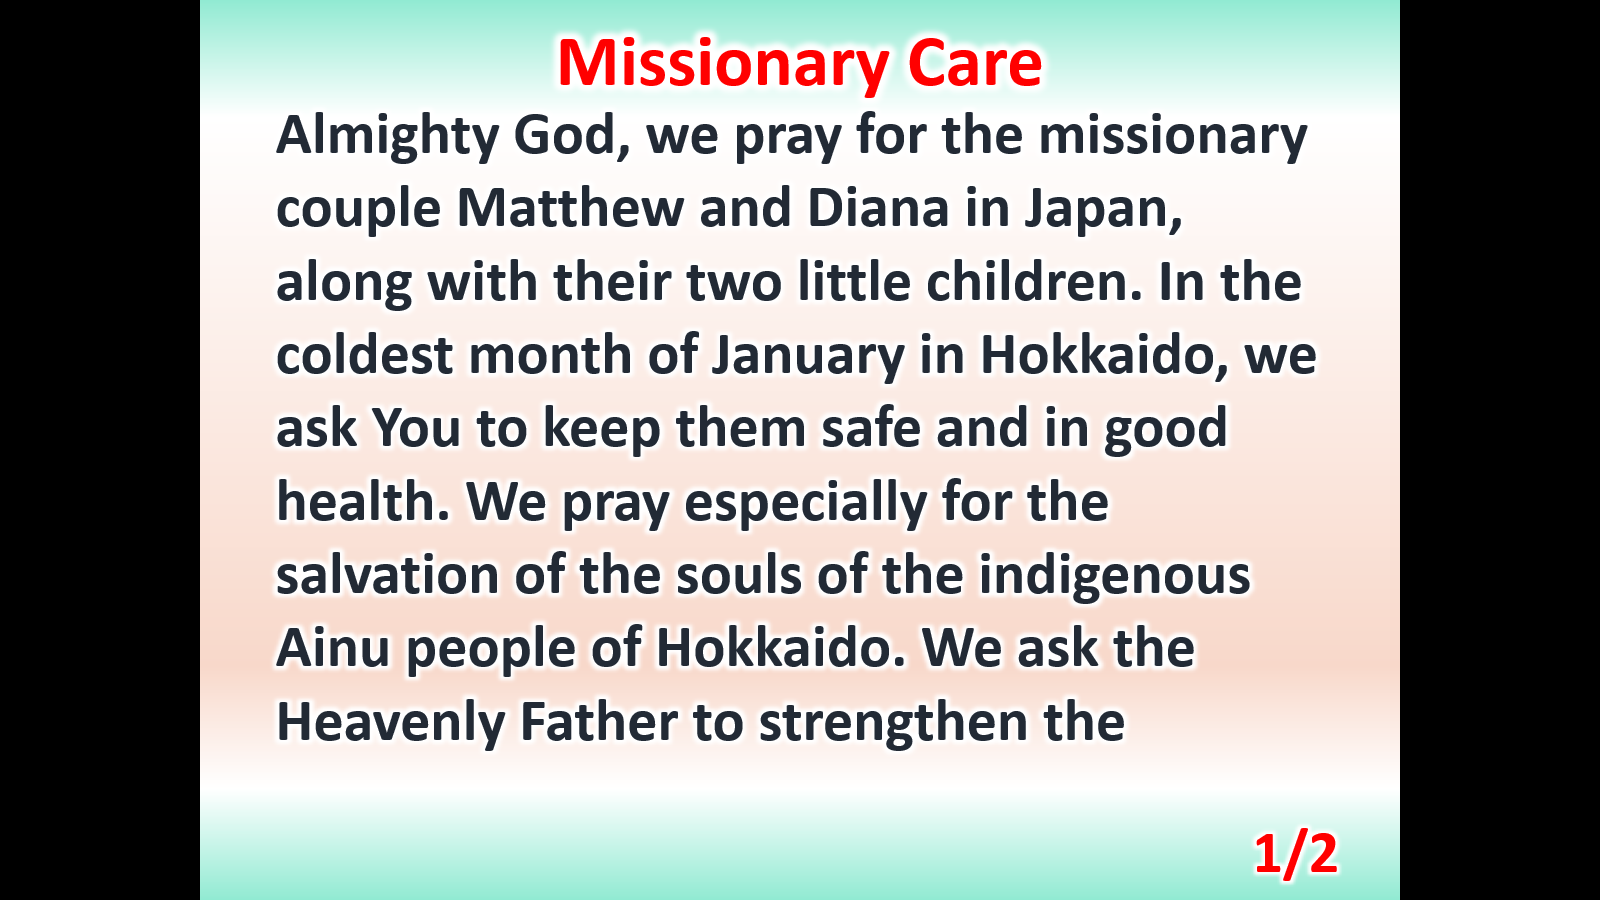 Missionary Care
Almighty God, we pray for the missionary
couple Matthew and Diana in Japan,
along with their two little children. In the
coldest month of January in Hokkaido, we
ask You to keep them safe and in good
health. We pray especially for the
salvation of the souls of the indigenous
Ainu people of Hokkaido. We ask the
Heavenly Father to strengthen the
1/2